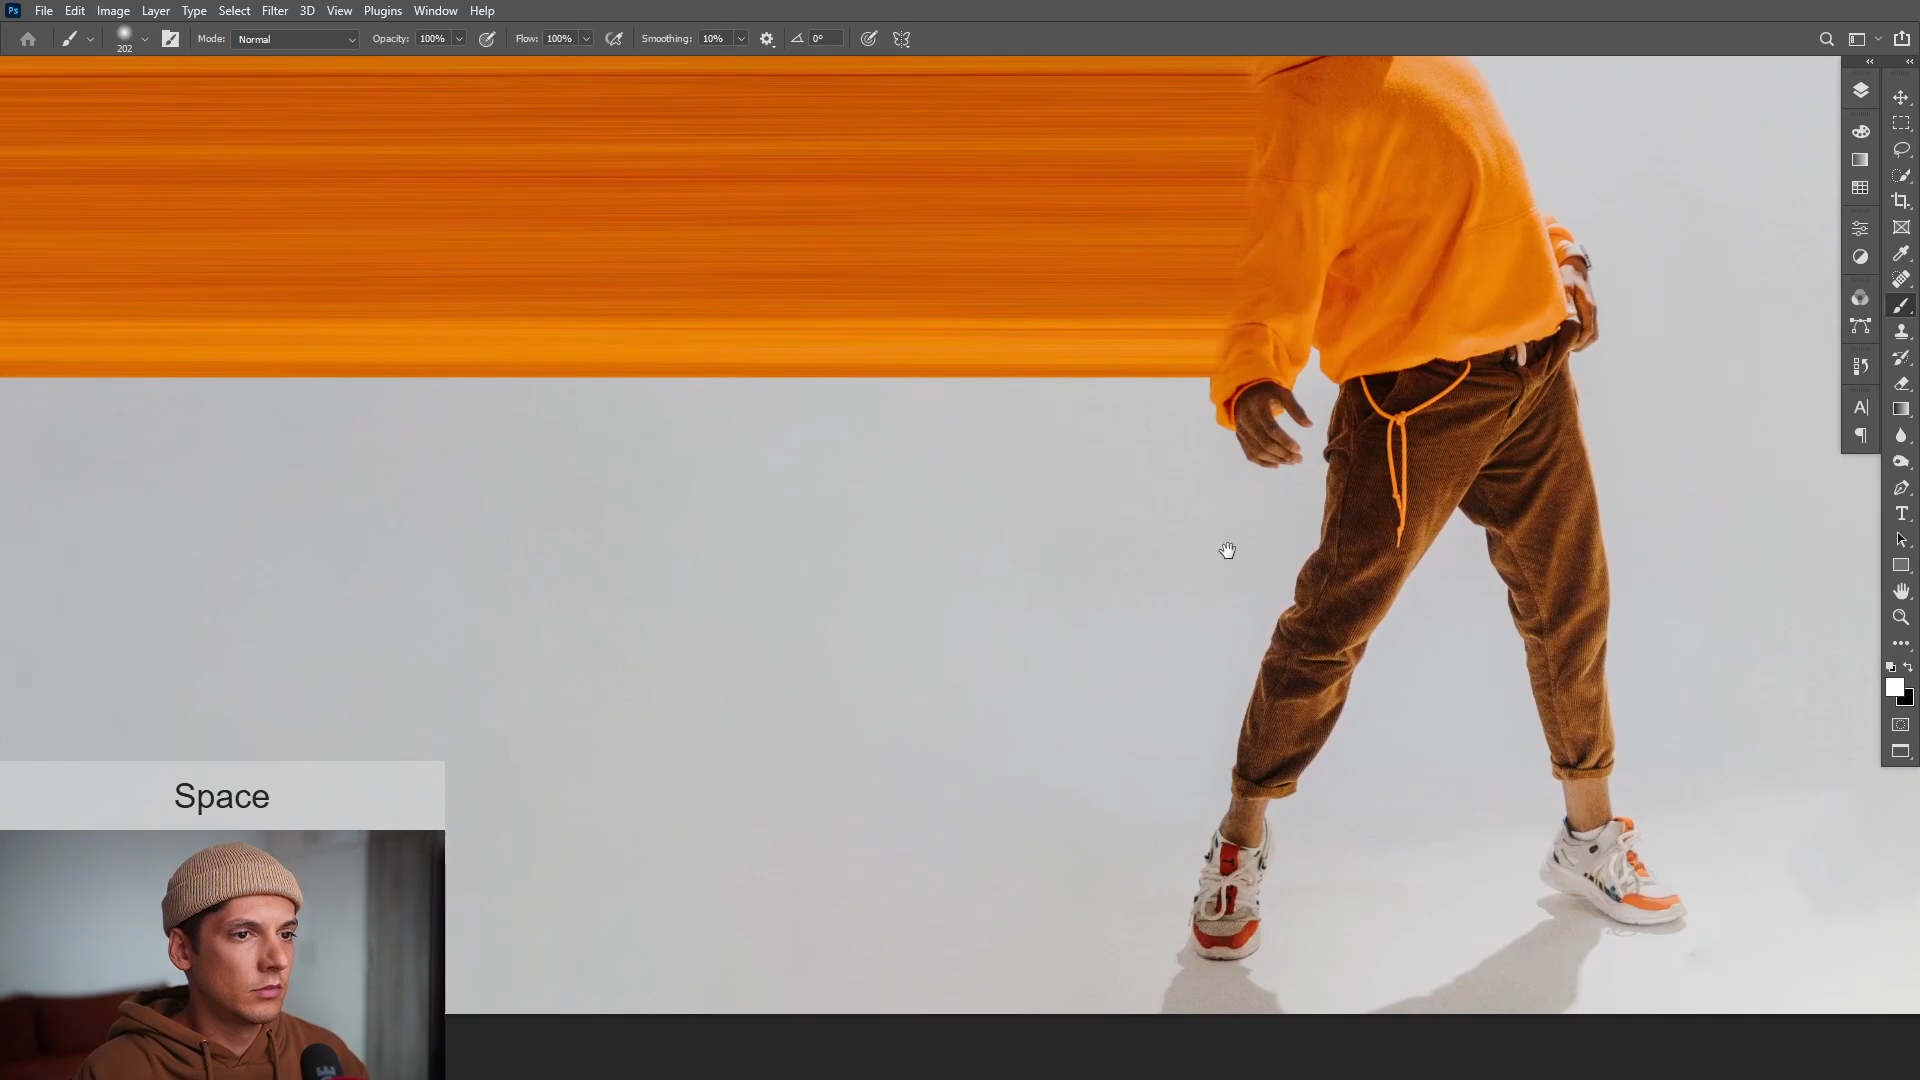 Ps File Edit Image Layer Type Select Filter 3D View Plugins Window Help
202 Mode: Normal Opacity: 100% Flow: 100% Smoothing: 10% 0°
A
T
Space